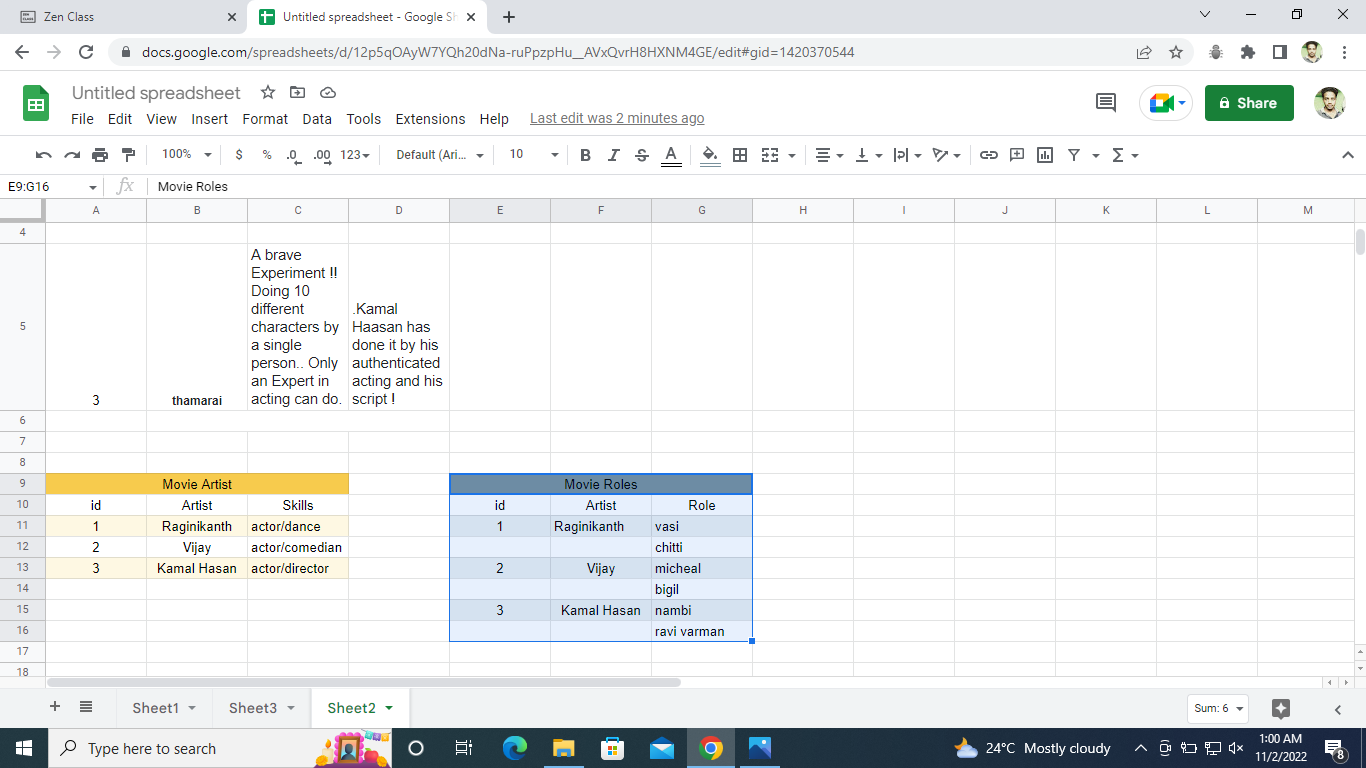 Zen Class
Untitled spreadsheet - Google Sh
docs.google.com/spreadsheets/d/12p5qOAyW7YQh20dNa-ruPpzpHu__AVxQvrH8HXNM4GE/edit#gid=1420370544
Untitled spreadsheet
File Edit View Insert Format Data Tools Extensions Help Last edit was 2 minutes ago
Share
100% $ % .0 .00 123 Default (Ari... 10 B I S A
E9:G16 fx Movie Roles
A B C D E F G H I J K L M
4
A brave
Experiment !!
Doing 10
different
characters by
a single
person.. Only
an Expert in
acting can do.
.Kamal
Haasan has
done it by his
authenticated
acting and his
script !
5
3 thamarai
6
7
8
9 Movie Artist Movie Roles
10 id Artist Skills id Artist Role
11 1 Raginikanth actor/dance 1 Raginikanth vasi
12 2 Vijay actor/comedian chitti
13 3 Kamal Hasan actor/director 2 Vijay micheal
14 bigil
15 3 Kamal Hasan nambi
16 ravi varman
17
18
Sheet1 Sheet3 Sheet2 Sum: 6
Type here to search
24°C Mostly cloudy
1:00 AM
11/2/2022
8